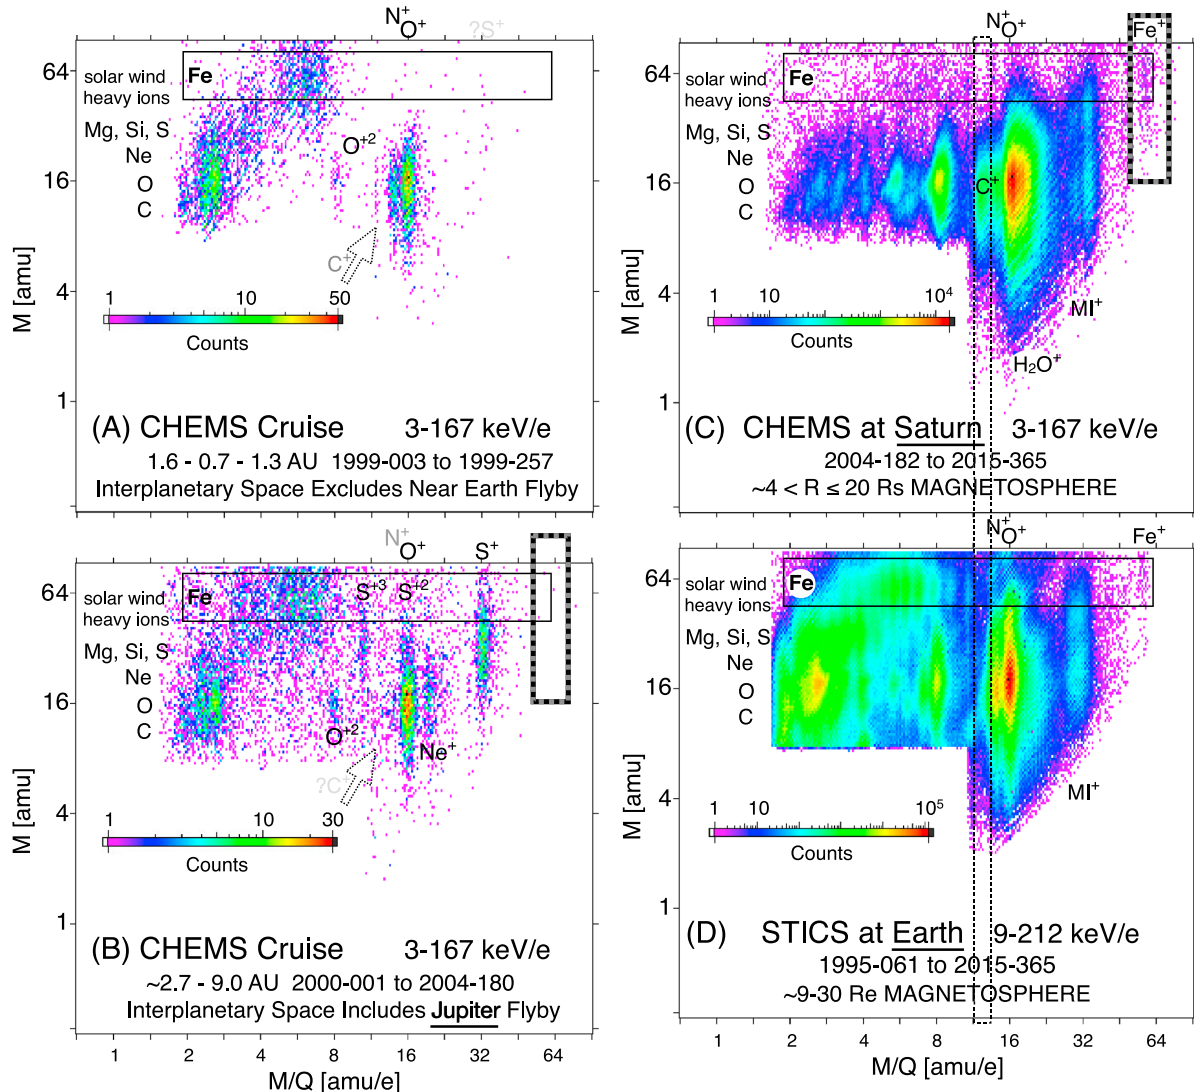 N⁺
O⁺
?S⁺
64
solar wind
heavy ions
Fe
Mg, Si, S
Ne
O⁺²
16
O
C
C⁺
M [amu]
4
1 10 50
Counts
1
(A) CHEMS Cruise 3-167 keV/e
1.6 - 0.7 - 1.3 AU 1999-003 to 1999-257
Interplanetary Space Excludes Near Earth Flyby
N⁺
O⁺
S⁺
64
solar wind
heavy ions
Fe
S⁺³
S⁺²
Mg, Si, S
Ne
16
O
C
O⁺²
Ne⁺
?C⁺
M [amu]
4
1 10 30
Counts
1
(B) CHEMS Cruise 3-167 keV/e
~2.7 - 9.0 AU 2000-001 to 2004-180
Interplanetary Space Includes Jupiter Flyby
1 2 4 8 16 32 64
M/Q [amu/e]
N⁺
O⁺
Fe⁺
64
solar wind
heavy ions
Fe
Mg, Si, S
Ne
16
O
C
C⁺
M [amu]
4
1 10 10⁴
Counts
MI⁺
H₂O⁺
1
(C) CHEMS at Saturn 3-167 keV/e
2004-182 to 2015-365
~4 < R ≤ 20 Rs MAGNETOSPHERE
N⁺
O⁺
Fe⁺
64
solar wind
heavy ions
Fe
Mg, Si, S
Ne
16
O
C
M [amu]
4
MI⁺
1 10 10⁵
Counts
1
(D) STICS at Earth 9-212 keV/e
1995-061 to 2015-365
~9-30 Re MAGNETOSPHERE
1 2 4 8 16 32 64
M/Q [amu/e]